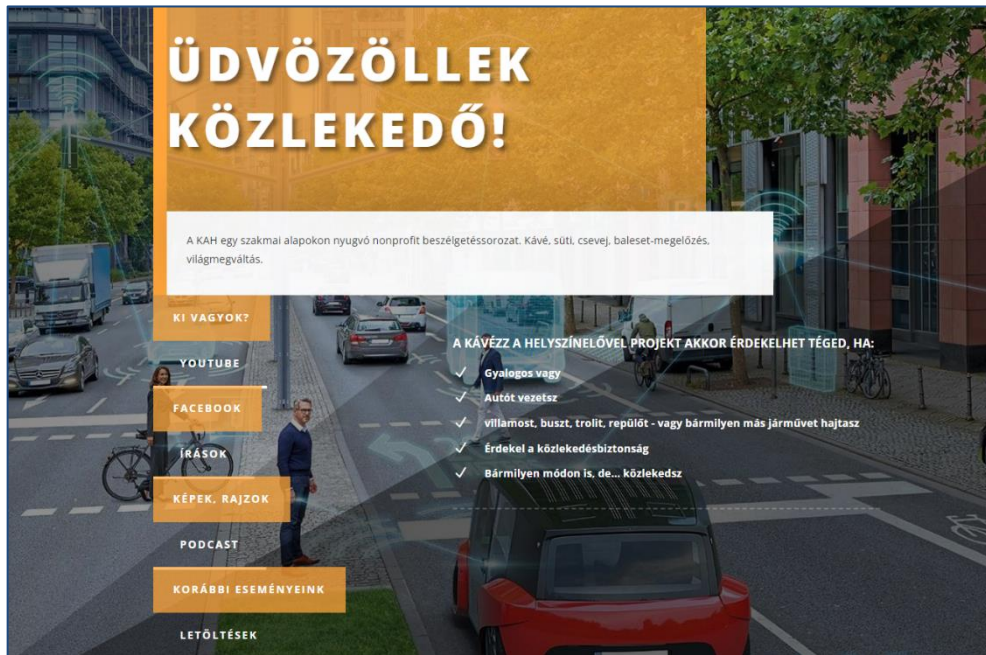 ÜDVÖZÖLLEK
KÖZLEKEDŐ!
A KAH egy szakmai alapokon nyugvó nonprofit beszélgetéssorozat. Kávé, süti, csevej, baleset-megelőzés,
világmegváltás.
KI VAGYOK?
YOUTUBE
FACEBOOK
ÍRÁSOK
KÉPEK, RAJZOK
PODCAST
KORÁBBI ESEMÉNYEINK
LETÖLTÉSEK
A KÁVÉZZ A HELYSZÍNELŐVEL PROJEKT AKKOR ÉRDEKELHET TÉGED, HA:
Gyalogos vagy
Autót vezetsz
villamost, buszt, trolit, repülőt - vagy bármilyen más járművet hajtasz
Érdekel a közlekedésbiztonság
Bármilyen módon is, de... közlekedsz